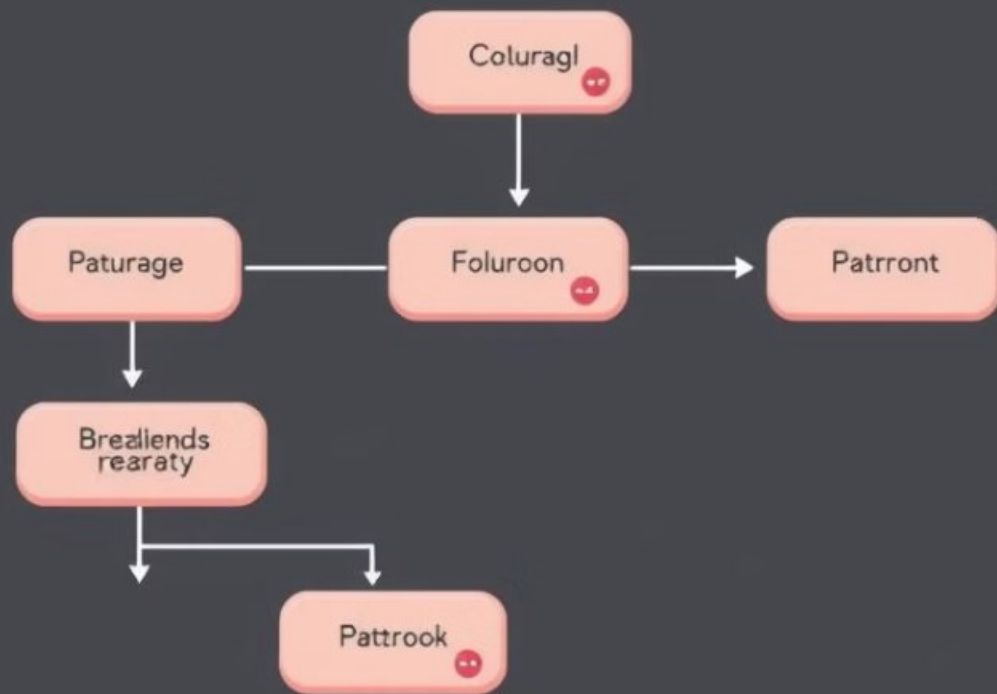 Coluragl
Paturage
Foluroon
Patrront
Brealiends
rearaty
Pattrook